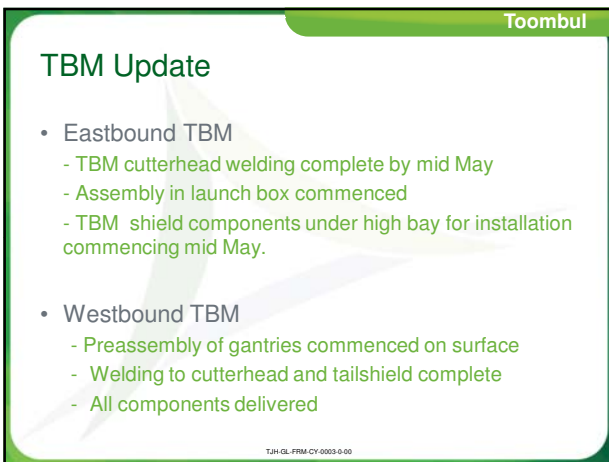 Toombul
TBM Update
• Eastbound TBM
- TBM cutterhead welding complete by mid May
- Assembly in launch box commenced
- TBM shield components under high bay for installation
commencing mid May.
• Westbound TBM
- Preassembly of gantries commenced on surface
- Welding to cutterhead and tailshield complete
- All components delivered
TJH-GL-FRM-CY-0003-0-00